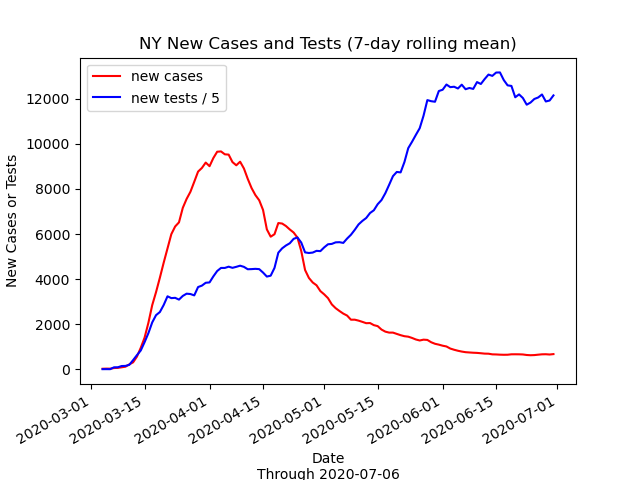 NY New Cases and Tests (7-day rolling mean)
new cases
new tests / 5
New Cases or Tests
12000
10000
8000
6000
4000
2000
0
2020-03-01
2020-03-15
2020-04-01
2020-04-15
2020-05-01
2020-05-15
2020-06-01
2020-06-15
2020-07-01
Date
Through 2020-07-06